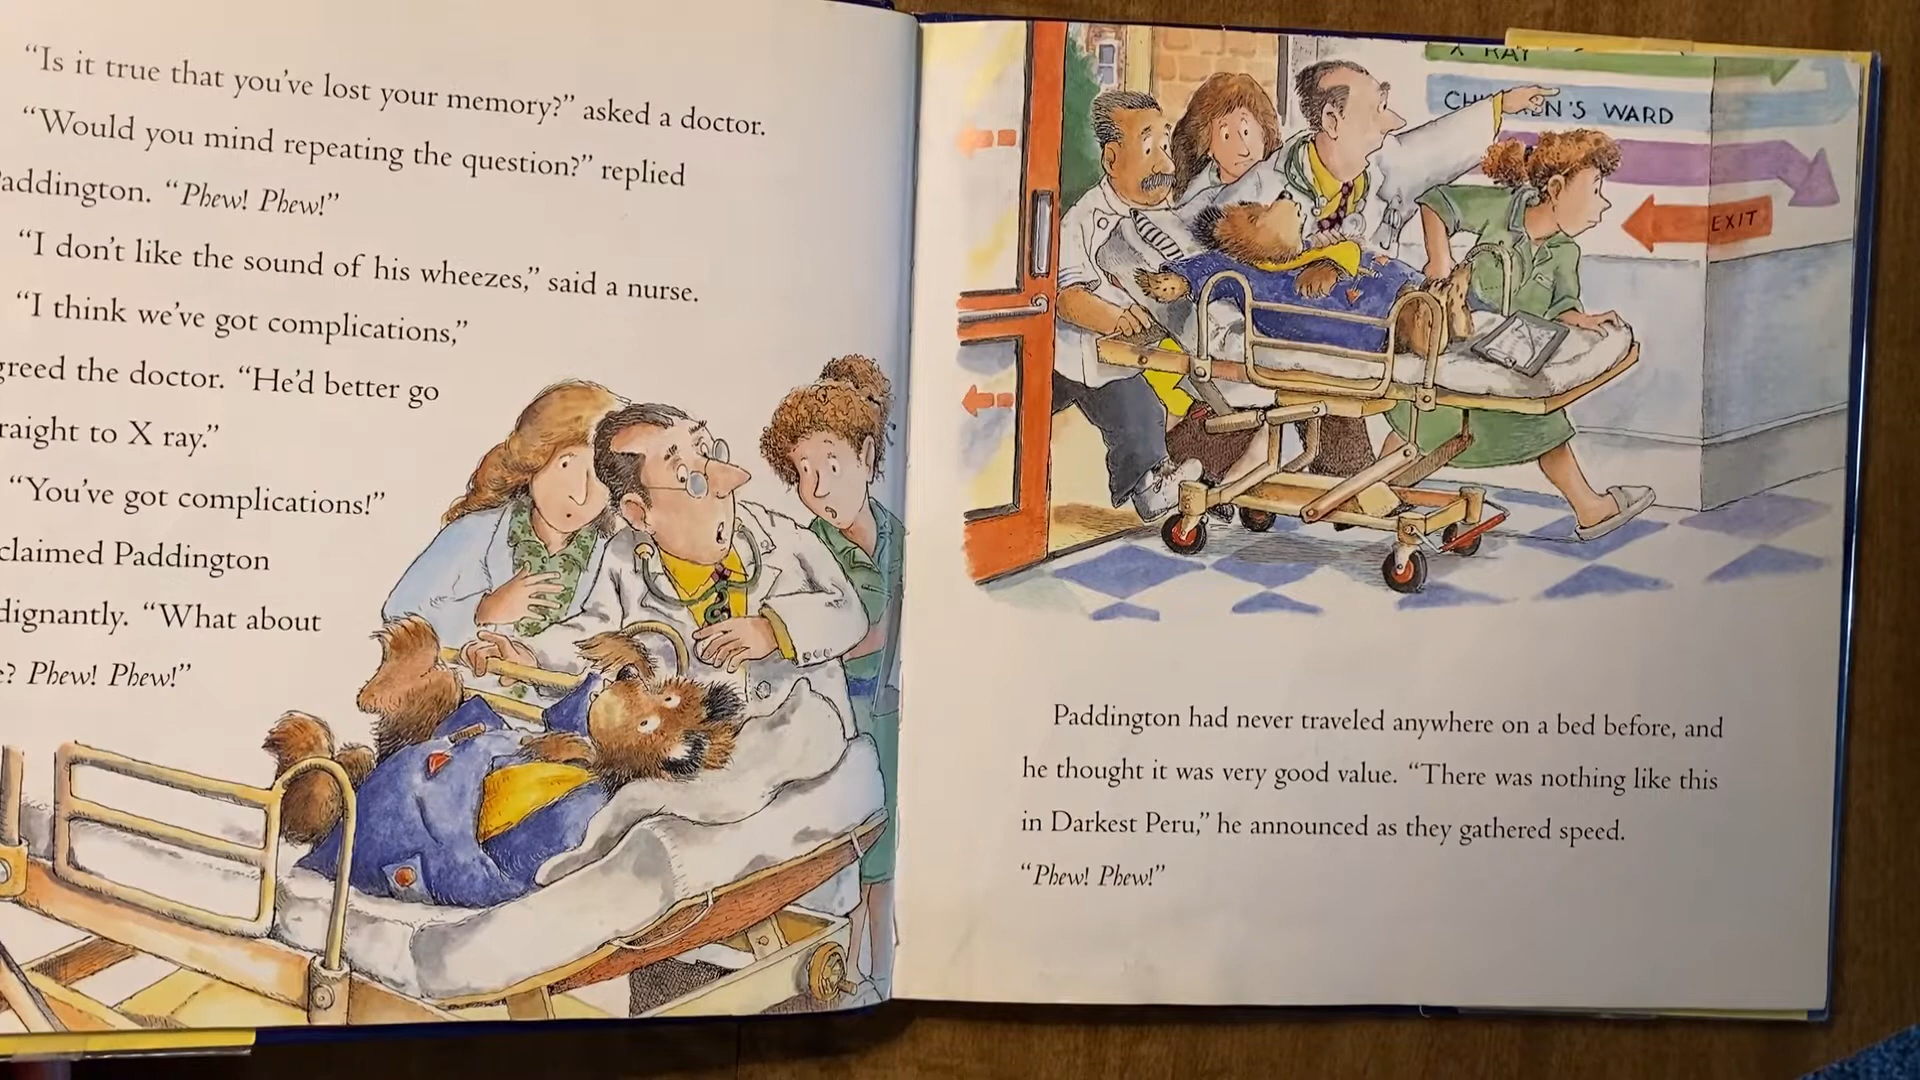 “Is it true that you’ve lost your memory?” asked a doctor.
“Would you mind repeating the question?” replied
addington. “Phew! Phew!”
“I don’t like the sound of his wheezes,” said a nurse.
“I think we’ve got complications,”
greed the doctor. “He’d better go
raight to X ray.”
“You’ve got complications!”
claimed Paddington
dignantly. “What about
e? Phew! Phew!”
X RAY
WARD
EXIT
Paddington had never traveled anywhere on a bed before, and
he thought it was very good value. “There was nothing like this
in Darkest Peru,” he announced as they gathered speed.
“Phew! Phew!”